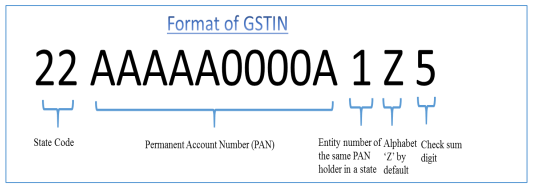 Format of GSTIN
22 AAAAA0000A 1 Z 5
State Code
Permanent Account Number (PAN)
Entity number of
the same PAN
holder in a state
Alphabet
‘Z’ by
default
Check sum
digit